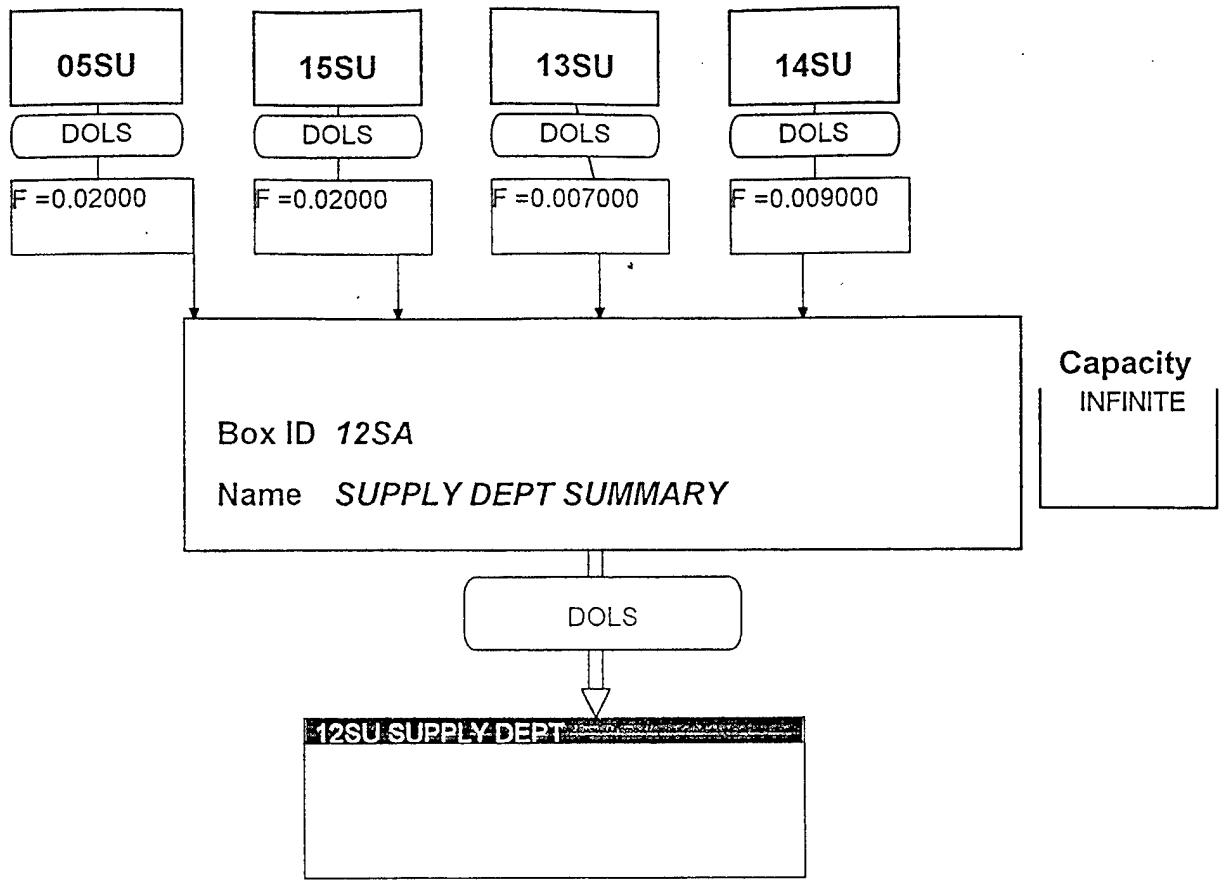 05SU 15SU 13SU 14SU
DOLS DOLS DOLS DOLS
F =0.02000 F =0.02000 F =0.007000 F =0.009000
Capacity
INFINITE
Box ID 12SA
Name SUPPLY DEPT SUMMARY
DOLS
12SU SUPPLY DEPT